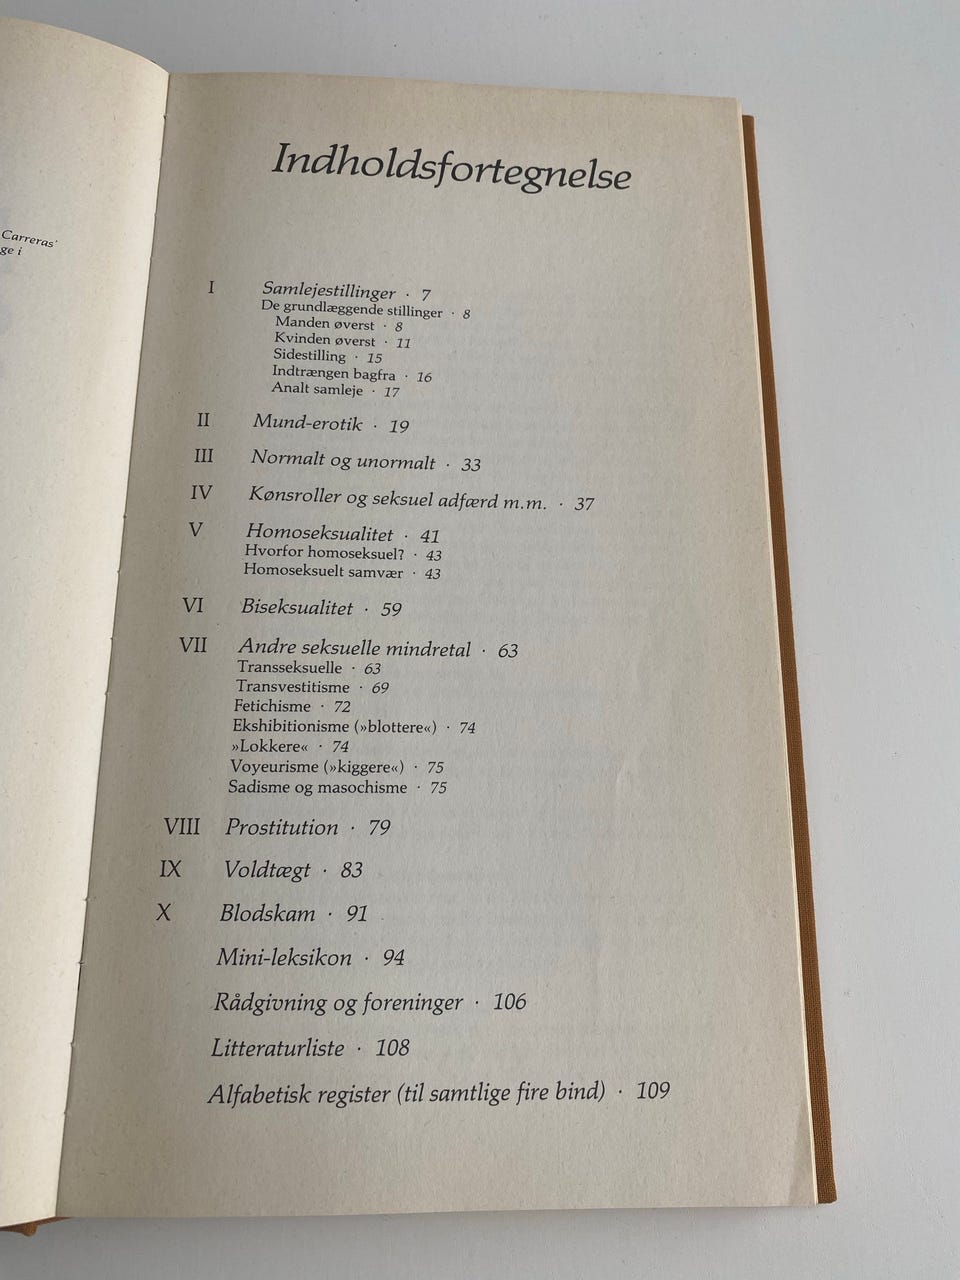 Carreras'
ge i
Indholdsfortegnelse
I Samlejestillinger · 7
De grundlæggende stillinger · 8
Manden øverst · 8
Kvinden øverst · 11
Sidestilling · 15
Indtrængen bagfra · 16
Analt samleje · 17
II Mund-erotik · 19
III Normalt og unormalt · 33
IV Kønsroller og seksuel adfærd m.m. · 37
V Homoseksualitet · 41
Hvorfor homoseksuel? · 43
Homoseksuelt samvær · 43
VI Biseksualitet · 59
VII Andre seksuelle mindretal · 63
Transseksuelle · 63
Transvestitisme · 69
Fetichisme · 72
Ekshibitionisme (»blottere«) · 74
»Lokkere« · 74
Voyeurisme (»kiggere«) · 75
Sadisme og masochisme · 75
VIII Prostitution · 79
IX Voldtægt · 83
X Blodskam · 91
Mini-leksikon · 94
Rådgivning og foreninger · 106
Litteraturliste · 108
Alfabetisk register (til samtlige fire bind) · 109